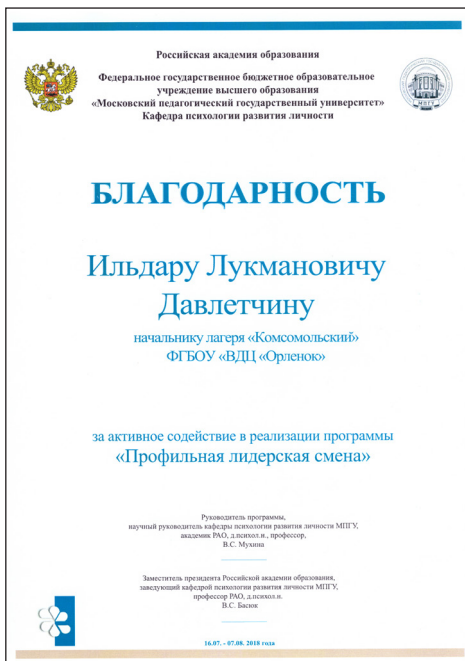 Российская академия образования
Федеральное государственное бюджетное образовательное
учреждение высшего образования
«Московский педагогический государственный университет»
Кафедра психологии развития личности
МПГУ
БЛАГОДАРНОСТЬ
Ильдару Лукмановичу
Давлетчину
начальнику лагеря «Комсомольский»
ФГБОУ «ВДЦ «Орленок»
за активное содействие в реализации программы
«Профильная лидерская смена»
Руководитель программы,
научный руководитель кафедры психологии развития личности МПГУ,
академик РАО, д.психол.н., профессор,
В.С. Мухина
Заместитель президента Российской академии образования,
заведующий кафедрой психологии развития личности МПГУ,
профессор РАО, д.психол.н.
В.С. Басюк
16.07. - 07.08. 2018 года